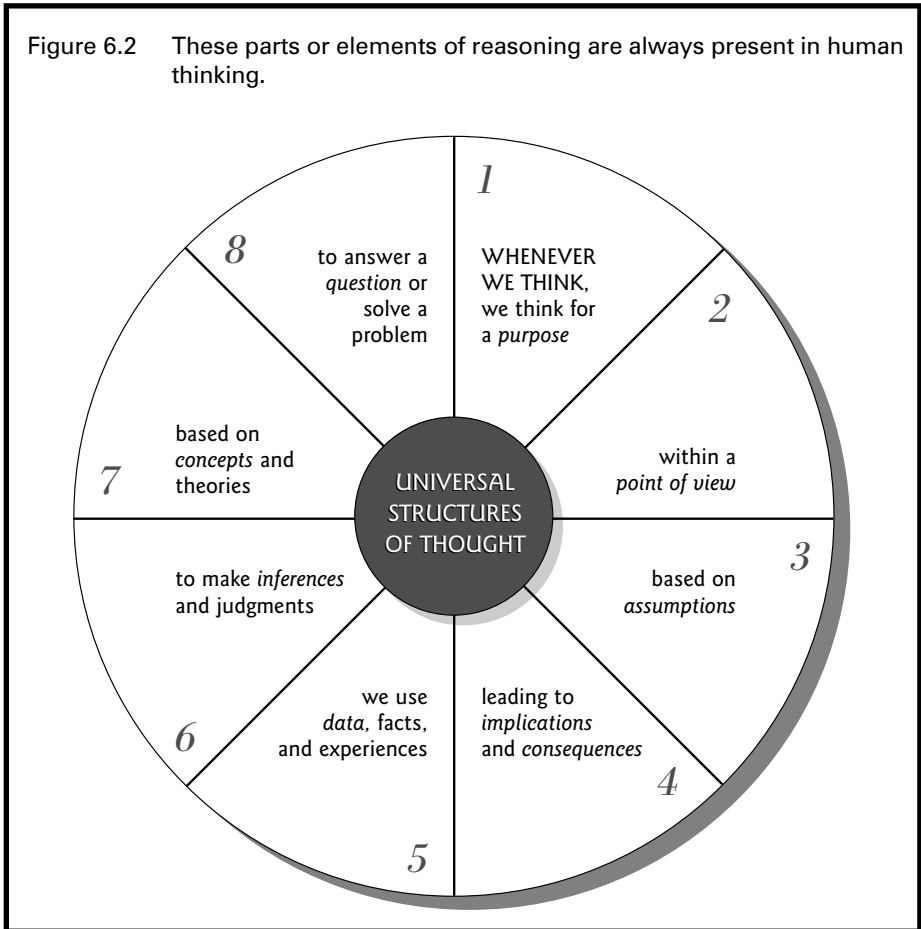 Figure 6.2 These parts or elements of reasoning are always present in human
thinking.
1
WHENEVER
WE THINK,
we think for
a purpose
2
within a
point of view
3
based on
assumptions
4
leading to
implications
and consequences
5
we use
data, facts,
and experiences
6
to make inferences
and judgments
7
based on
concepts and
theories
8
to answer a
question or
solve a
problem
UNIVERSAL
STRUCTURES
OF THOUGHT